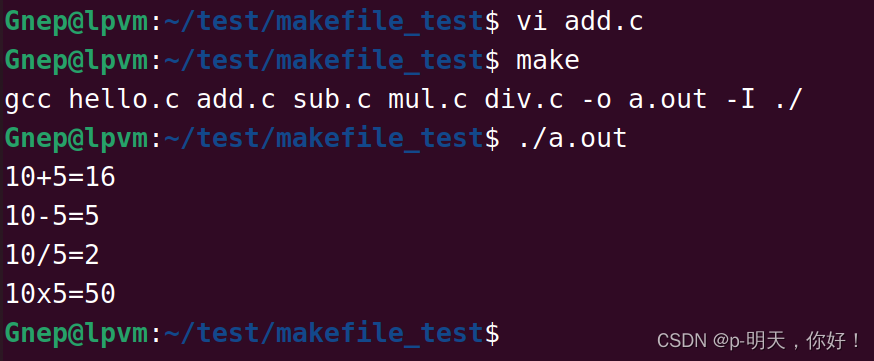 Gnep@lpvm:~/test/makefile_test$ vi add.c
Gnep@lpvm:~/test/makefile_test$ make
gcc hello.c add.c sub.c mul.c div.c -o a.out -I ./
Gnep@lpvm:~/test/makefile_test$ ./a.out
10+5=16
10-5=5
10/5=2
10x5=50
Gnep@lpvm:~/test/makefile_test$
CSDN @p-明天，你好！